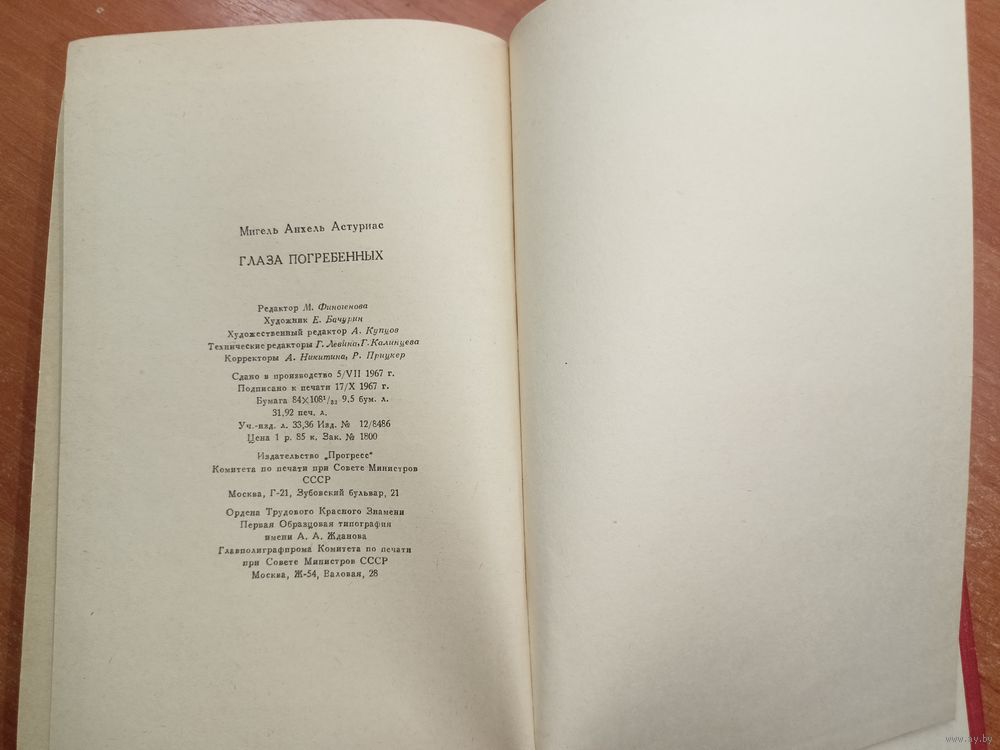 Мигель Анхель Астуриас
ГЛАЗА ПОГРЕБЕННЫХ
Редактор М. Финогенова
Художник Е. Бачурин
Художественный редактор А. Купцов
Технические редакторы Г. Левина, Г. Калинцева
Корректоры А. Никитина, Р. Прицкер
Сдано в производство 5/VII 1967 г.
Подписано к печати 17/X 1967 г.
Бумага 84×108¹/₃₂ 9,5 бум. л.
31,92 печ. л.
Уч.-изд. л. 33,36 Изд. № 12/8486
Цена 1 р. 85 к. Зак. № 1800
Издательство „Прогресс“
Комитета по печати при Совете Министров
СССР
Москва, Г-21, Зубовский бульвар, 21
Ордена Трудового Красного Знамени
Первая Образцовая типография
имени А. А. Жданова
Главполиграфпрома Комитета по печати
при Совете Министров СССР
Москва, Ж-54, Валовая, 28
www.ay.by